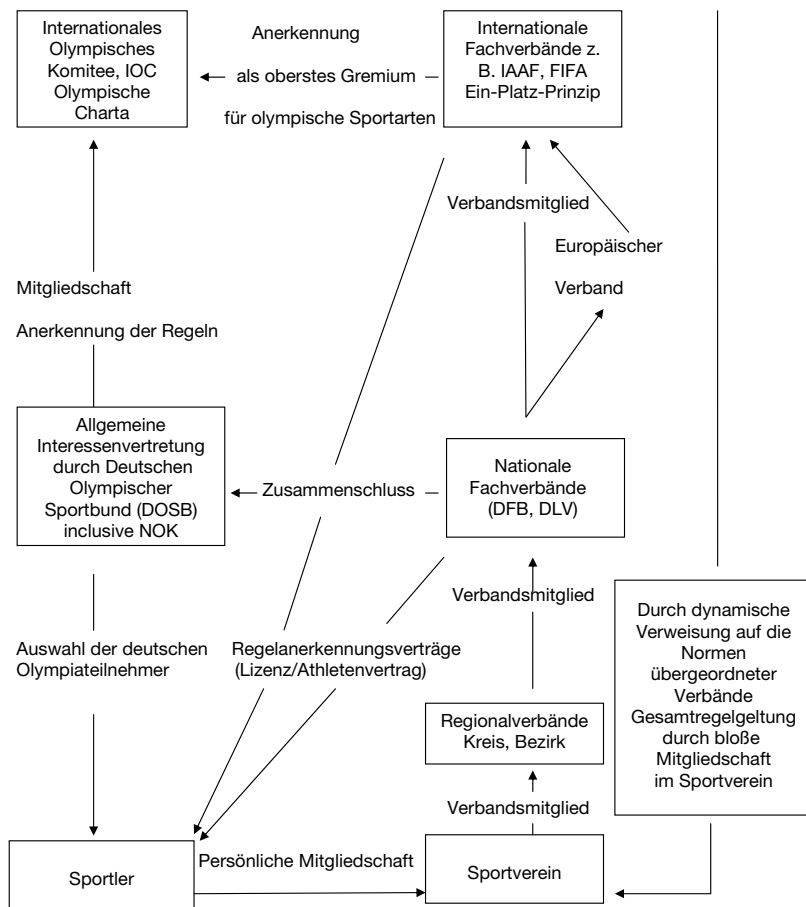 Internationales
Olympisches
Komitee, IOC
Olympische
Charta
Anerkennung
als oberstes Gremium
für olympische Sportarten
Internationale
Fachverbände z.
B. IAAF, FIFA
Ein-Platz-Prinzip
Verbandsmitglied
Europäischer
Verband
Mitgliedschaft
Anerkennung der Regeln
Allgemeine
Interessenvertretung
durch Deutschen
Olympischer
Sportbund (DOSB)
inclusive NOK
Zusammenschluss
Nationale
Fachverbände
(DFB, DLV)
Verbandsmitglied
Durch dynamische
Verweisung auf die
Normen
übergeordneter
Verbände
Gesamtregelgeltung
durch bloße
Mitgliedschaft
im Sportverein
Auswahl der deutschen
Olympiateilnehmer
Regelanerkennungsverträge
(Lizenz/Athletenvertrag)
Regionalverbände
Kreis, Bezirk
Verbandsmitglied
Sportler
Persönliche Mitgliedschaft
Sportverein